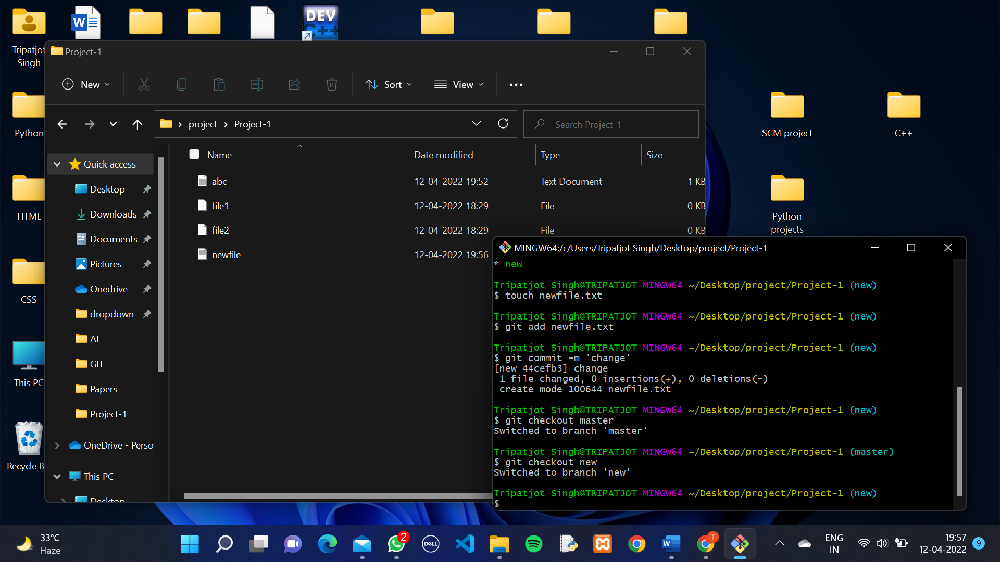 Tripatjot
Singh
Python
HTML
CSS
This PC
Recycle Bi
DEV
C++
SCM project
C++
Python
projects
Project-1
New
Sort
View
project
Project-1
Search Project-1
Name
Date modified
Type
Size
abc
12-04-2022 19:52
Text Document
1 KB
file1
12-04-2022 18:29
File
0 KB
file2
12-04-2022 18:29
File
0 KB
newfile
12-04-2022 19:56
Quick access
Desktop
Downloads
Documents
Pictures
Onedrive
dropdown
AI
GIT
Papers
Project-1
OneDrive - Perso
This PC
Desktop
MINGW64:/c/Users/Tripatjot Singh/Desktop/project/Project-1
* new
Tripatjot Singh@TRIPATJOT MINGW64 ~/Desktop/project/Project-1 (new)
$ touch newfile.txt
Tripatjot Singh@TRIPATJOT MINGW64 ~/Desktop/project/Project-1 (new)
$ git add newfile.txt
Tripatjot Singh@TRIPATJOT MINGW64 ~/Desktop/project/Project-1 (new)
$ git commit -m 'change'
[new 44cefb3] change
1 file changed, 0 insertions(+), 0 deletions(-)
create mode 100644 newfile.txt
Tripatjot Singh@TRIPATJOT MINGW64 ~/Desktop/project/Project-1 (new)
$ git checkout master
Switched to branch 'master'
Tripatjot Singh@TRIPATJOT MINGW64 ~/Desktop/project/Project-1 (master)
$ git checkout new
Switched to branch 'new'
Tripatjot Singh@TRIPATJOT MINGW64 ~/Desktop/project/Project-1 (new)
$
33°C
Haze
2
DELL
W
T
ENG
IN
19:57
12-04-2022
9